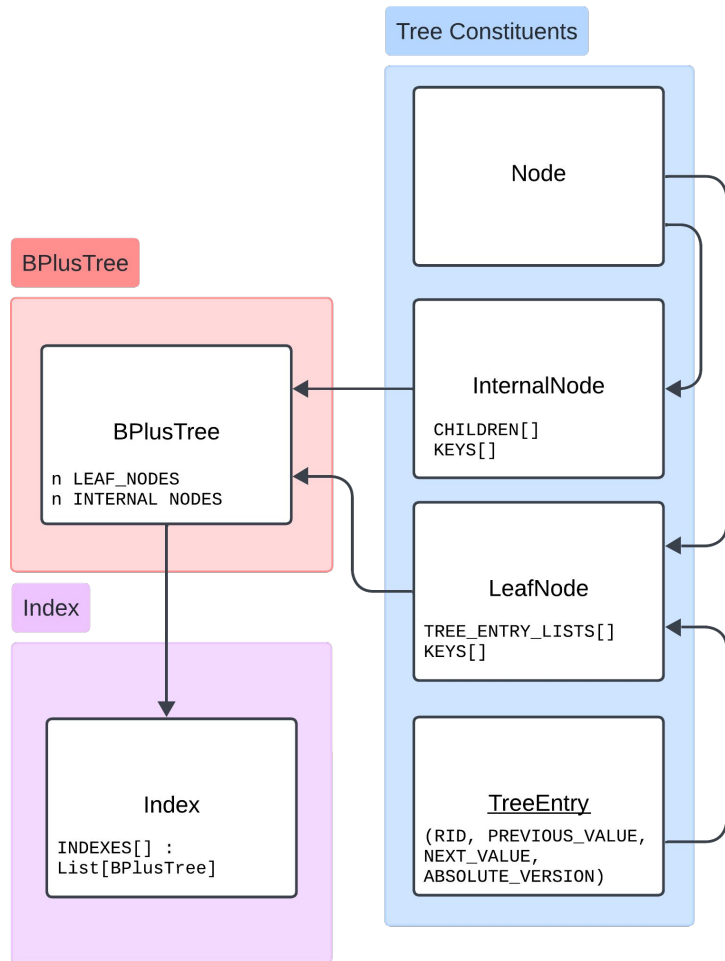 Tree Constituents
Node
BPlusTree
InternalNode
CHILDREN[]
KEYS[]
BPlusTree
n LEAF_NODES
n INTERNAL NODES
LeafNode
TREE_ENTRY_LISTS[]
KEYS[]
Index
TreeEntry
(RID, PREVIOUS_VALUE,
NEXT_VALUE,
ABSOLUTE_VERSION)
Index
INDEXES[] :
List[BPlusTree]